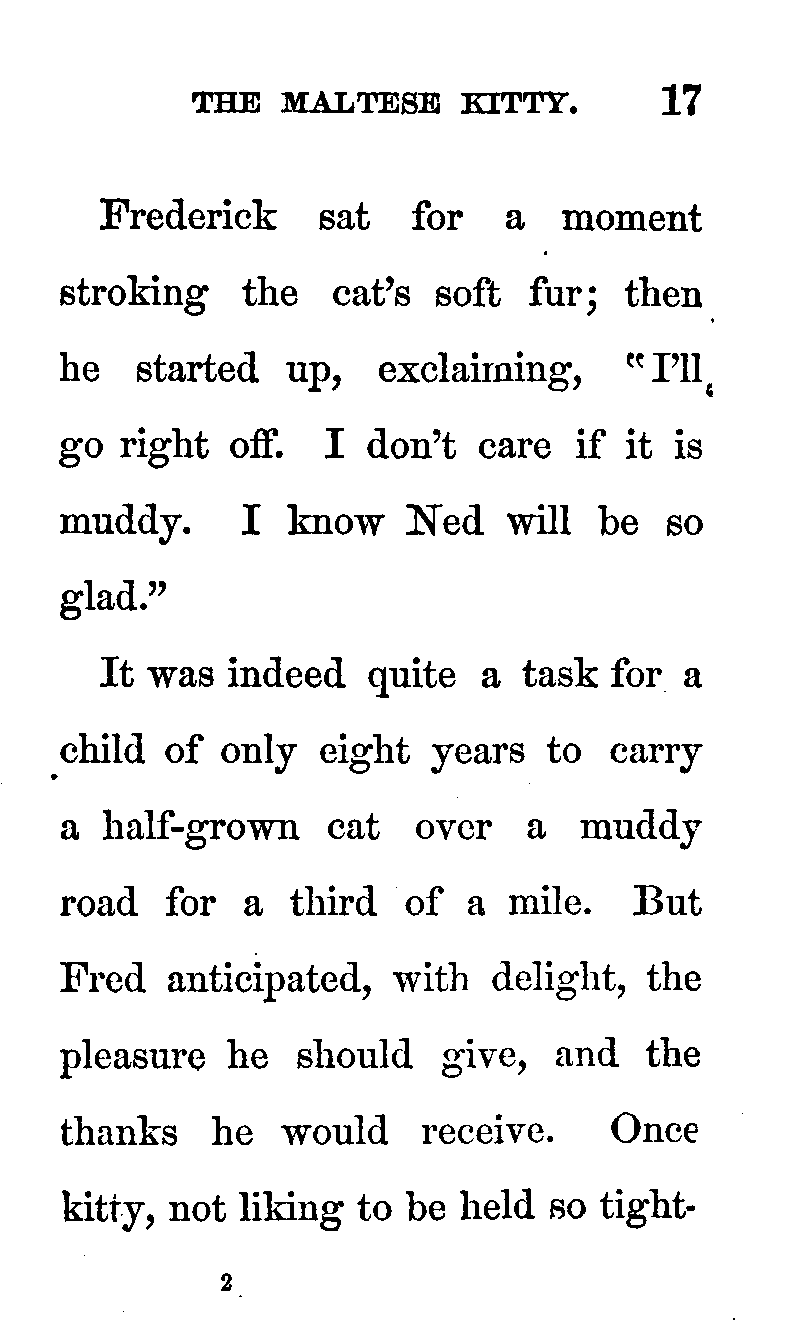 THE MALTESE KITTY. 17
Frederick sat for a moment
stroking the cat's soft fur; then
he started up, exclaiming, "I'll
go right off. I don't care if it is
muddy. I know Ned will be so
glad."
It was indeed quite a task for a
child of only eight years to carry
a half-grown cat over a muddy
road for a third of a mile. But
Fred anticipated, with delight, the
pleasure he should give, and the
thanks he would receive. Once
kitty, not liking to be held so tight-
2